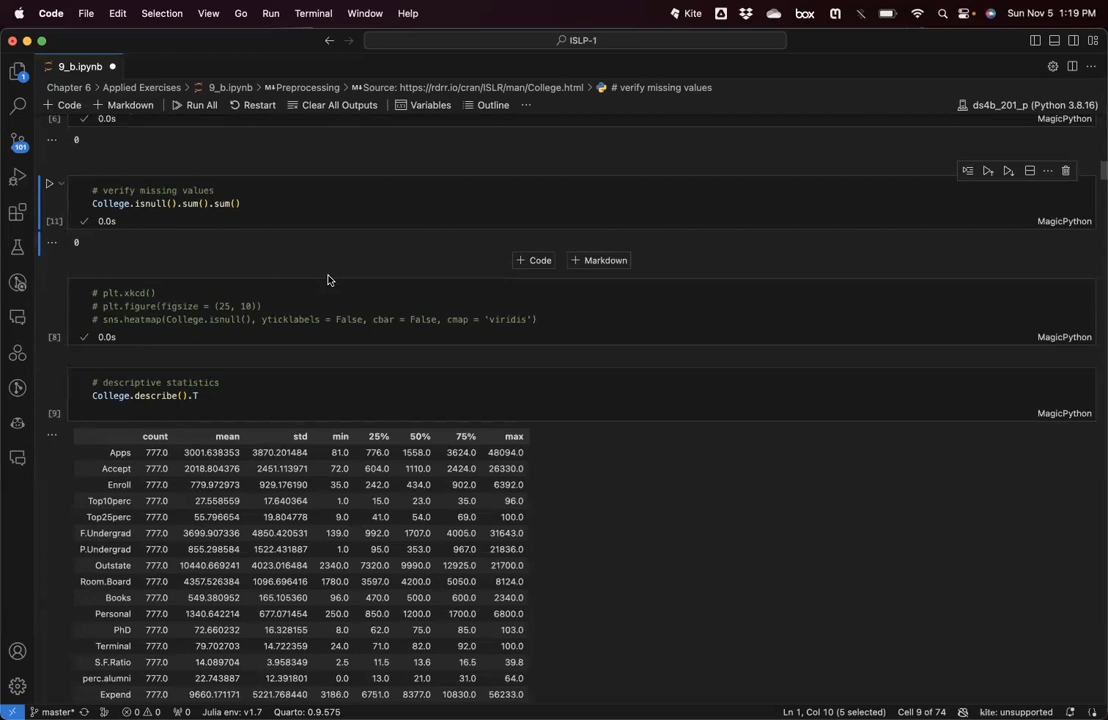 Code File Edit Selection View Go Run Terminal Window Help Kite box Sun Nov 5 1:19 PM
ISLP-1
9_b.ipynb
Chapter 6 Applied Exercises 9_b.ipynb Preprocessing Source: https://rdrr.io/cran/ISLR/man/College.html # verify missing values
+ Code + Markdown Run All Restart Clear All Outputs Variables Outline ... ds4b_201_p (Python 3.8.16)
[6] 0.0s MagicPython
0
# verify missing values
College.isnull().sum().sum()
[11] 0.0s MagicPython
0
+ Code + Markdown
# plt.xkcd()
# plt.figure(figsize = (25, 10))
# sns.heatmap(College.isnull(), yticklabels = False, cbar = False, cmap = 'viridis')
[8] 0.0s MagicPython
# descriptive statistics
College.describe().T
[9] MagicPython
count mean std min 25% 50% 75% max
Apps 777.0 3001.638353 3870.201484 81.0 776.0 1558.0 3624.0 48094.0
Accept 777.0 2018.804376 2451.113971 72.0 604.0 1110.0 2424.0 26330.0
Enroll 777.0 779.972973 929.176190 35.0 242.0 434.0 902.0 6392.0
Top10perc 777.0 27.558559 17.640364 1.0 15.0 23.0 35.0 96.0
Top25perc 777.0 55.796654 19.804778 9.0 41.0 54.0 69.0 100.0
F.Undergrad 777.0 3699.907336 4850.420531 139.0 992.0 1707.0 4005.0 31643.0
P.Undergrad 777.0 855.298584 1522.431887 1.0 95.0 353.0 967.0 21836.0
Outstate 777.0 10440.669241 4023.016484 2340.0 7320.0 9990.0 12925.0 21700.0
Room.Board 777.0 4357.526384 1096.696416 1780.0 3597.0 4200.0 5050.0 8124.0
Books 777.0 549.380952 165.105360 96.0 470.0 500.0 600.0 2340.0
Personal 777.0 1340.642214 677.071454 250.0 850.0 1200.0 1700.0 6800.0
PhD 777.0 72.660232 16.328155 8.0 62.0 75.0 85.0 103.0
Terminal 777.0 79.702703 14.722359 24.0 71.0 82.0 92.0 100.0
S.F.Ratio 777.0 14.089704 3.958349 2.5 11.5 13.6 16.5 39.8
perc.alumni 777.0 22.743887 12.391801 0.0 13.0 21.0 31.0 64.0
Expend 777.0 9660.171171 5221.768440 3186.0 6751.0 8377.0 10830.0 56233.0
1
101
master* 0 0 0 Julia env: v1.7 Quarto: 0.9.575 Ln 1, Col 10 (5 selected) Cell 9 of 74 kite: unsupported